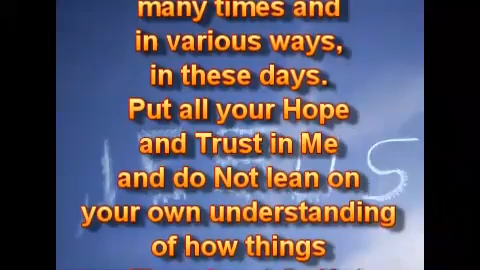 many times and
in various ways,
in these days.
Put all your Hope
and Trust in Me
and do Not lean on
your own understanding
of how things
JESUS